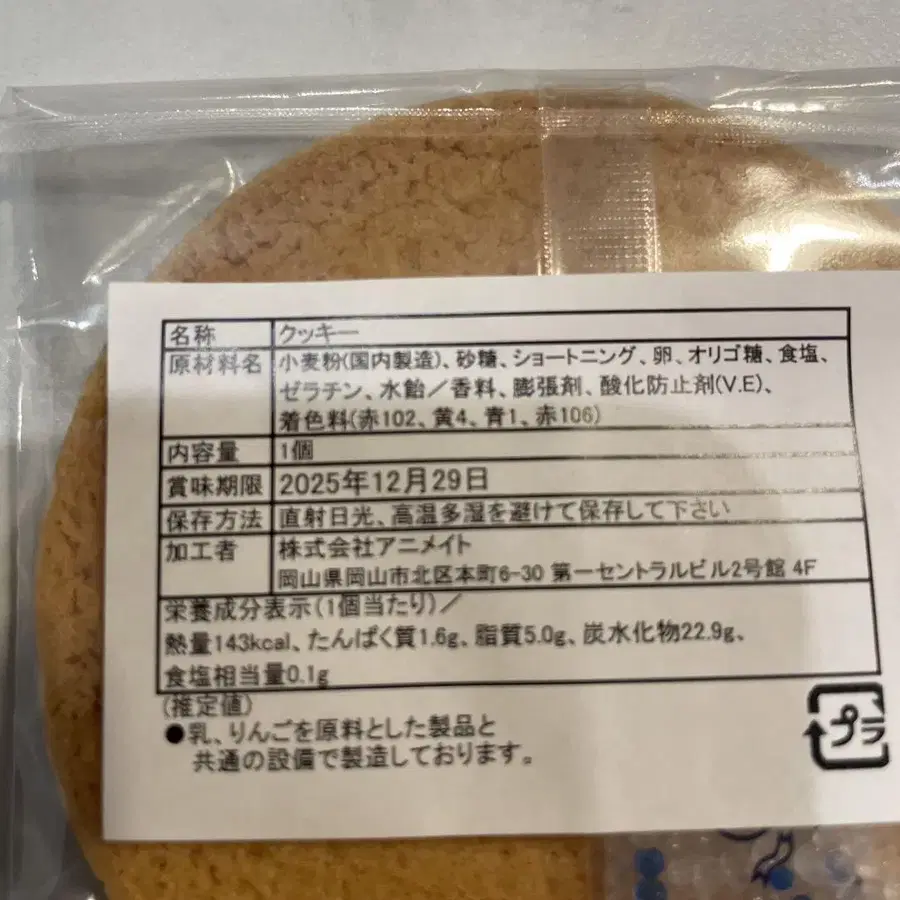 名称 クッキー
原材料名 小麦粉(国内製造)、砂糖、ショートニング、卵、オリゴ糖、食塩、
ゼラチン、水飴／香料、膨張剤、酸化防止剤(V.E)、
着色料(赤102、黄4、青1、赤106)
内容量 1個
賞味期限 2025年12月29日
保存方法 直射日光、高温多湿を避けて保存して下さい
加工者 株式会社アニメイト
岡山県岡山市北区本町6-30 第一セントラルビル2号館 4F
栄養成分表示(1個当たり)／
熱量143kcal、たんぱく質1.6g、脂質5.0g、炭水化物22.9g、
食塩相当量0.1g
(推定値)
●乳、りんごを原料とした製品と
共通の設備で製造しております。
プラ